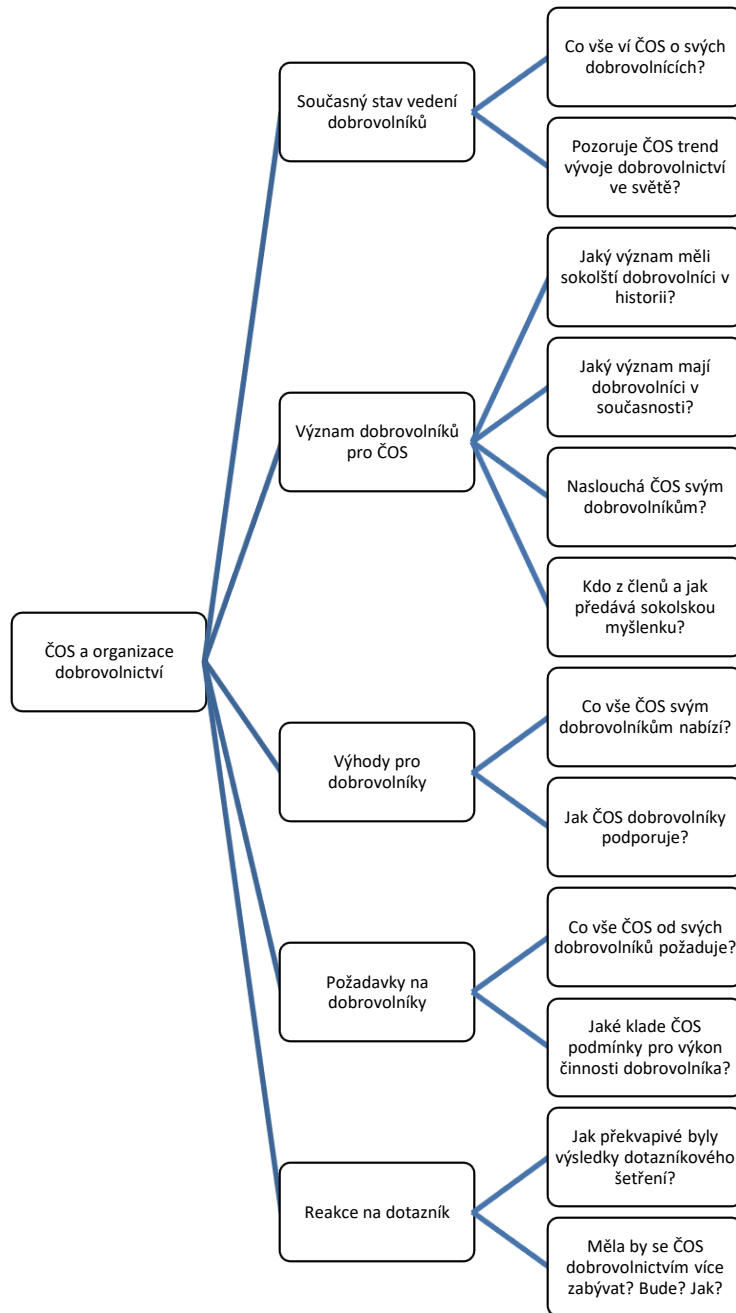 Co vše ví ČOS o svých
dobrovolnících?
Současný stav vedení
dobrovolníků
Pozoruje ČOS trend
vývoje dobrovolnictví
ve světě?
Jaký význam měli
sokolští dobrovolníci v
historii?
Jaký význam mají
dobrovolníci v
současnosti?
Význam dobrovolníků
pro ČOS
Naslouchá ČOS svým
dobrovolníkům?
Kdo z členů a jak
předává sokolskou
myšlenku?
ČOS a organizace
dobrovolnictví
Co vše ČOS svým
dobrovolníkům nabízí?
Výhody pro
dobrovolníky
Jak ČOS dobrovolníky
podporuje?
Co vše ČOS od svých
dobrovolníků požaduje?
Požadavky na
dobrovolníky
Jaké klade ČOS
podmínky pro výkon
činnosti dobrovolníka?
Jak překvapivé byly
výsledky dotazníkového
šetření?
Reakce na dotazník
Měla by se ČOS
dobrovolnictvím více
zabývat? Bude? Jak?